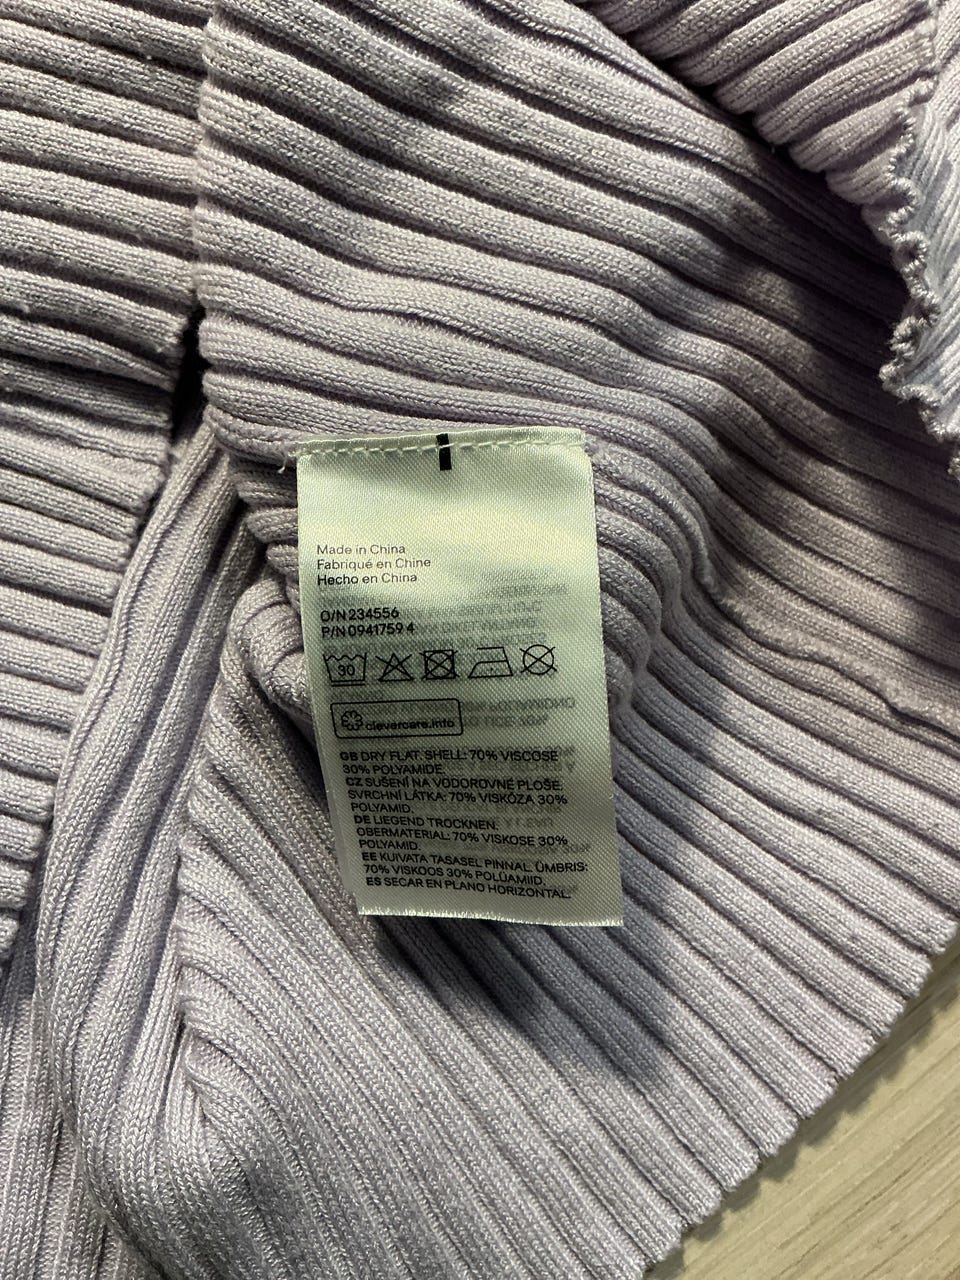 Made in China
Fabriqué en Chine
Hecho en China
O/N 234556
P/N 0941759 4
30
clevercare.info
GB DRY FLAT. SHELL: 70% VISCOSE
30% POLYAMIDE.
CZ SUŠENÍ NA VODOROVNÉ PLOŠE.
SVRCHNÍ LÁTKA: 70% VISKÓZA 30%
POLYAMID.
DE LIEGEND TROCKNEN.
OBERMATERIAL: 70% VISKOSE 30%
POLYAMID.
EE KUIVATA TASASEL PINNAL. ÜMBRIS:
70% VISKOOS 30% POLÜAMIID.
ES SECAR EN PLANO HORIZONTAL.